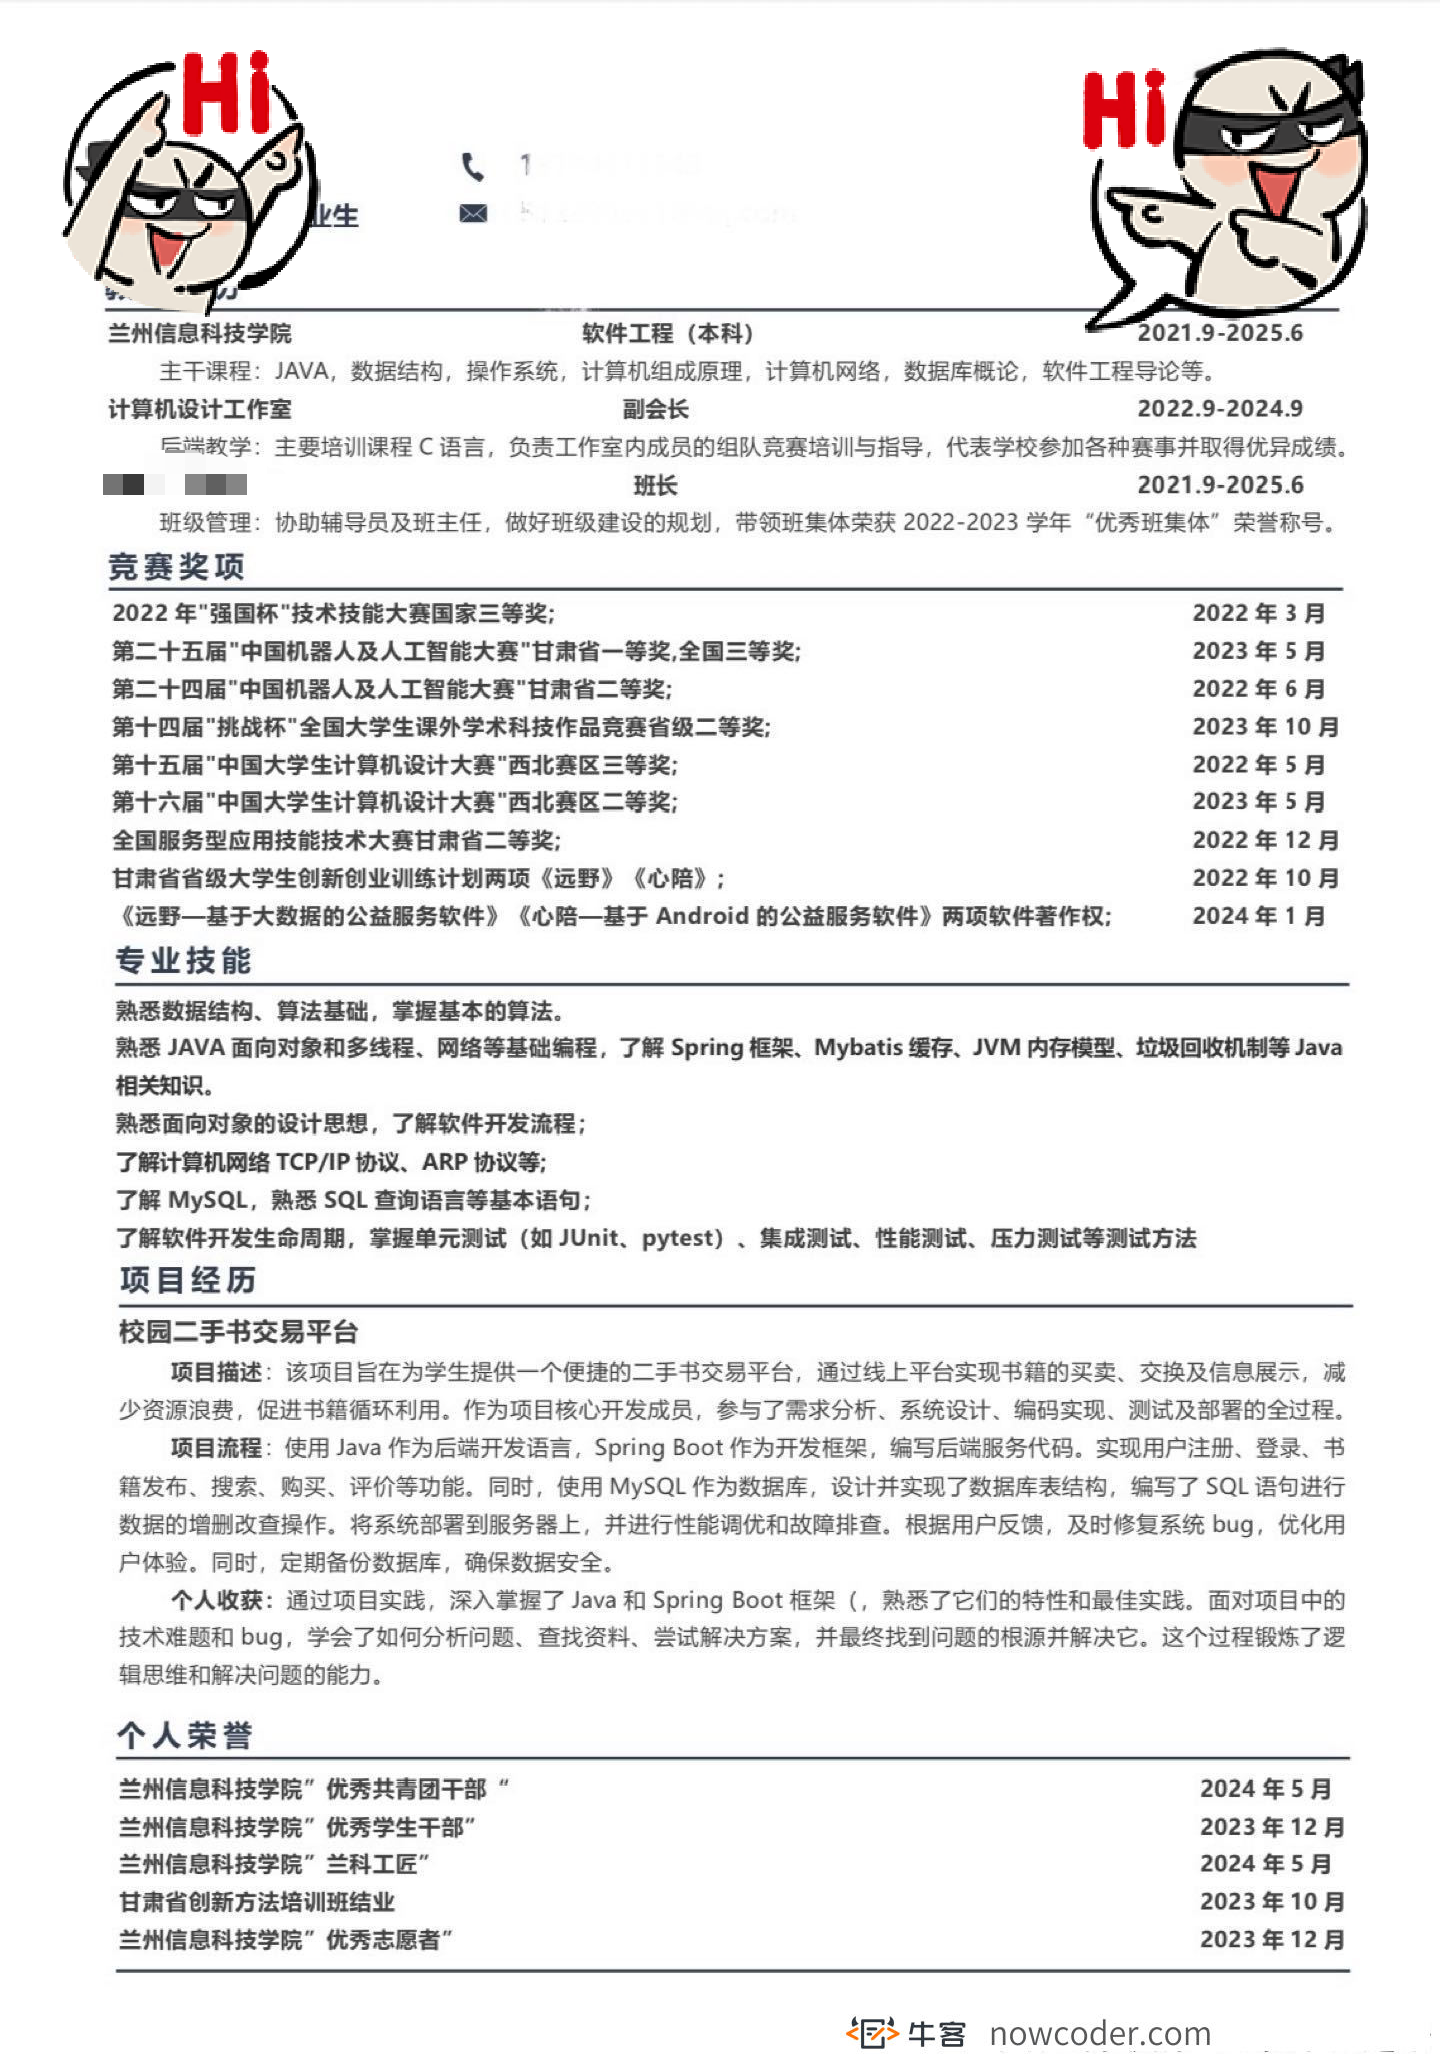 Hi
Hi
1
业生
兰州信息科技学院 软件工程（本科） 2021.9-2025.6
主干课程：JAVA，数据结构，操作系统，计算机组成原理，计算机网络，数据库概论，软件工程导论等。
计算机设计工作室 副会长 2022.9-2024.9
后端教学：主要培训课程 C 语言，负责工作室内成员的组队竞赛培训与指导，代表学校参加各种赛事并取得优异成绩。
班长 2021.9-2025.6
班级管理：协助辅导员及班主任，做好班级建设的规划，带领班集体荣获 2022-2023 学年“优秀班集体”荣誉称号。
竞赛奖项
2022 年"强国杯"技术技能大赛国家三等奖; 2022 年 3 月
第二十五届"中国机器人及人工智能大赛"甘肃省一等奖,全国三等奖; 2023 年 5 月
第二十四届"中国机器人及人工智能大赛"甘肃省二等奖; 2022 年 6 月
第十四届"挑战杯"全国大学生课外学术科技作品竞赛省级二等奖; 2023 年 10 月
第十五届"中国大学生计算机设计大赛"西北赛区三等奖; 2022 年 5 月
第十六届"中国大学生计算机设计大赛"西北赛区二等奖; 2023 年 5 月
全国服务型应用技能技术大赛甘肃省二等奖; 2022 年 12 月
甘肃省省级大学生创新创业训练计划两项《远野》《心陪》; 2022 年 10 月
《远野—基于大数据的公益服务软件》《心陪—基于 Android 的公益服务软件》两项软件著作权; 2024 年 1 月
专业技能
熟悉数据结构、算法基础，掌握基本的算法。
熟悉 JAVA 面向对象和多线程、网络等基础编程，了解 Spring 框架、Mybatis 缓存、JVM 内存模型、垃圾回收机制等 Java
相关知识。
熟悉面向对象的设计思想，了解软件开发流程；
了解计算机网络 TCP/IP 协议、ARP 协议等;
了解 MySQL，熟悉 SQL 查询语言等基本语句；
了解软件开发生命周期，掌握单元测试（如 JUnit、pytest）、集成测试、性能测试、压力测试等测试方法
项目经历
校园二手书交易平台
项目描述：该项目旨在为学生提供一个便捷的二手书交易平台，通过线上平台实现书籍的买卖、交换及信息展示，减
少资源浪费，促进书籍循环利用。作为项目核心开发成员，参与了需求分析、系统设计、编码实现、测试及部署的全过程。
项目流程：使用 Java 作为后端开发语言，Spring Boot 作为开发框架，编写后端服务代码。实现用户注册、登录、书
籍发布、搜索、购买、评价等功能。同时，使用 MySQL 作为数据库，设计并实现了数据库表结构，编写了 SQL 语句进行
数据的增删改查操作。将系统部署到服务器上，并进行性能调优和故障排查。根据用户反馈，及时修复系统 bug，优化用
户体验。同时，定期备份数据库，确保数据安全。
个人收获：通过项目实践，深入掌握了 Java 和 Spring Boot 框架（，熟悉了它们的特性和最佳实践。面对项目中的
技术难题和 bug，学会了如何分析问题、查找资料、尝试解决方案，并最终找到问题的根源并解决它。这个过程锻炼了逻
辑思维和解决问题的能力。
个人荣誉
兰州信息科技学院”优秀共青团干部“ 2024 年 5 月
兰州信息科技学院”优秀学生干部” 2023 年 12 月
兰州信息科技学院”兰科工匠” 2024 年 5 月
甘肃省创新方法培训班结业 2023 年 10 月
兰州信息科技学院”优秀志愿者” 2023 年 12 月
牛客 nowcoder.com